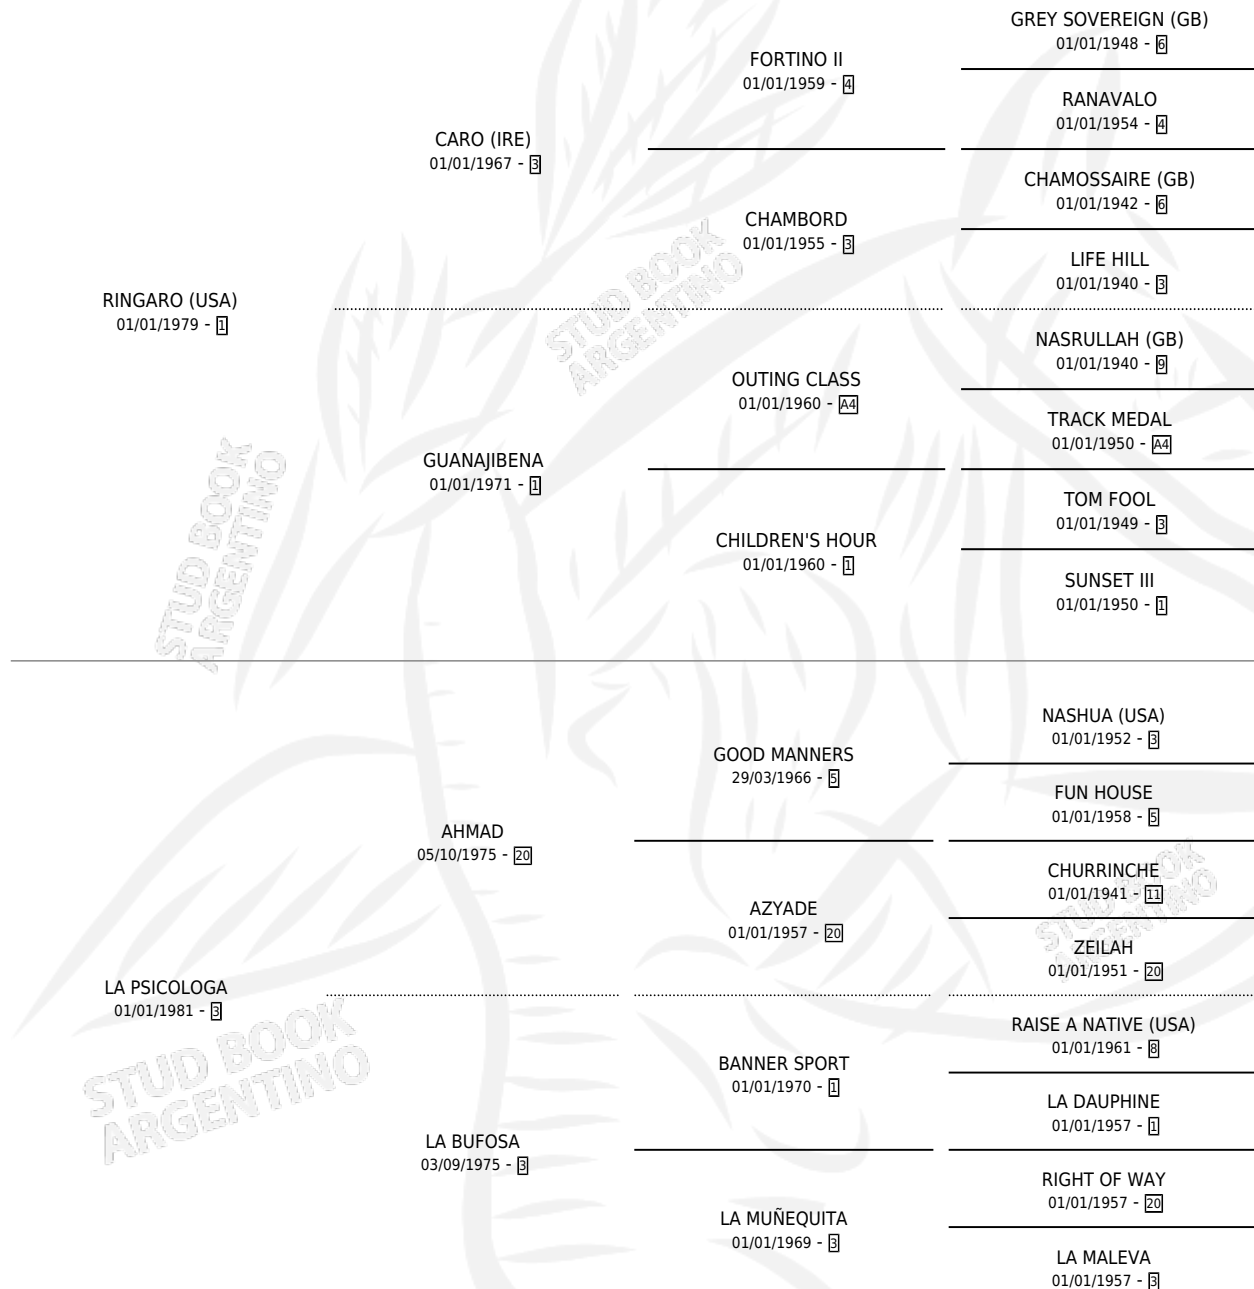 GREY SOVEREIGN (GB)
01/01/1948 - 6
FORTINO II
01/01/1959 - 4
RANAVALO
01/01/1954 - 4
CARO (IRE)
01/01/1967 - 3
CHAMOSSAIRE (GB)
01/01/1942 - 6
CHAMBORD
01/01/1955 - 3
LIFE HILL
01/01/1940 - 3
RINGARO (USA)
01/01/1979 - 1
NASRULLAH (GB)
01/01/1940 - 9
OUTING CLASS
01/01/1960 - A4
TRACK MEDAL
01/01/1950 - A4
GUANAJIBENA
01/01/1971 - 1
TOM FOOL
01/01/1949 - 3
CHILDREN'S HOUR
01/01/1960 - 1
SUNSET III
01/01/1950 - 1
NASHUA (USA)
01/01/1952 - 3
GOOD MANNERS
29/03/1966 - 5
FUN HOUSE
01/01/1958 - 5
AHMAD
05/10/1975 - 20
CHURRINCHE
01/01/1941 - 11
AZYADE
01/01/1957 - 20
ZEILAH
01/01/1951 - 20
LA PSICOLOGA
01/01/1981 - 3
RAISE A NATIVE (USA)
01/01/1961 - 8
BANNER SPORT
01/01/1970 - 1
LA DAUPHINE
01/01/1957 - 1
LA BUFOSA
03/09/1975 - 3
RIGHT OF WAY
01/01/1957 - 20
LA MUÑEQUITA
01/01/1969 - 3
LA MALEVA
01/01/1957 - 3
STUD BOOK
ARGENTINO
STUD BOOK
ARGENTINO
STUD BOOK
ARGENTINO
STUD BOOK
ARGENTINO